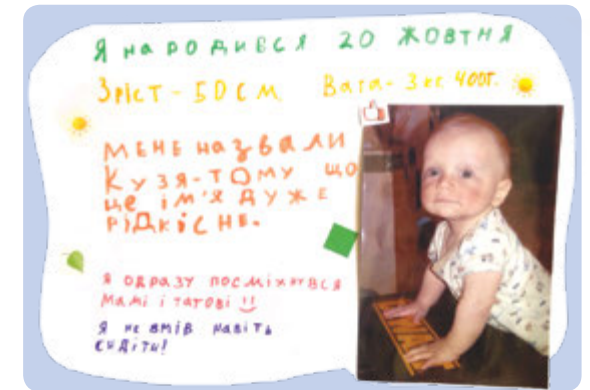 Я народився 20 жовтня
Зріст - 50 см Вага - 3 кг 400г.
Мене назвали
Кузя - тому що
це ім'я дуже
рідкісне.
Я одразу посміхнувся
мамі і татові !!
Я не вмів навіть
сидіти!